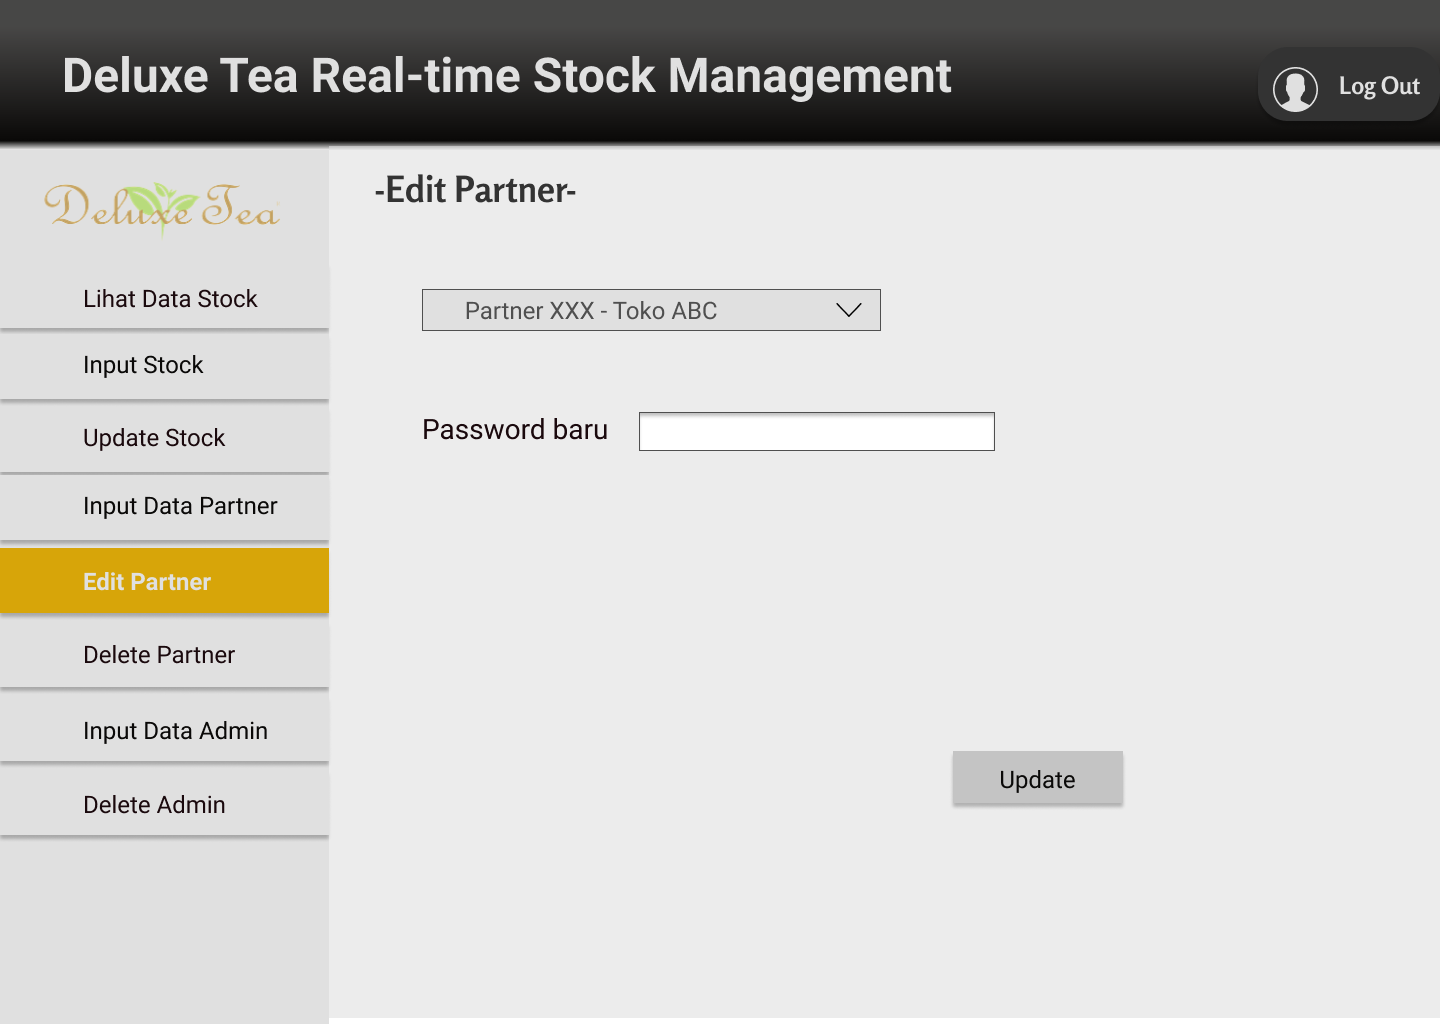 Deluxe Tea Real-time Stock Management
Log Out
Deluxe Tea
-Edit Partner-
Lihat Data Stock
Input Stock
Update Stock
Input Data Partner
Edit Partner
Delete Partner
Input Data Admin
Delete Admin
Partner XXX - Toko ABC
Password baru
Update